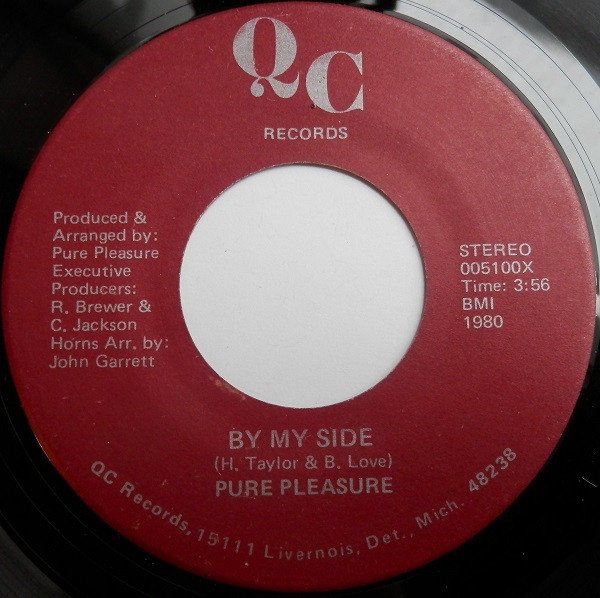 QC
RECORDS
Produced &
Arranged by:
Pure Pleasure
Executive
Producers:
R. Brewer &
C. Jackson
Horns Arr. by:
John Garrett
STEREO
005100X
Time: 3:56
BMI
1980
BY MY SIDE
(H. Taylor & B. Love)
PURE PLEASURE
QC Records, 15111 Livernois, Det., Mich. 48238